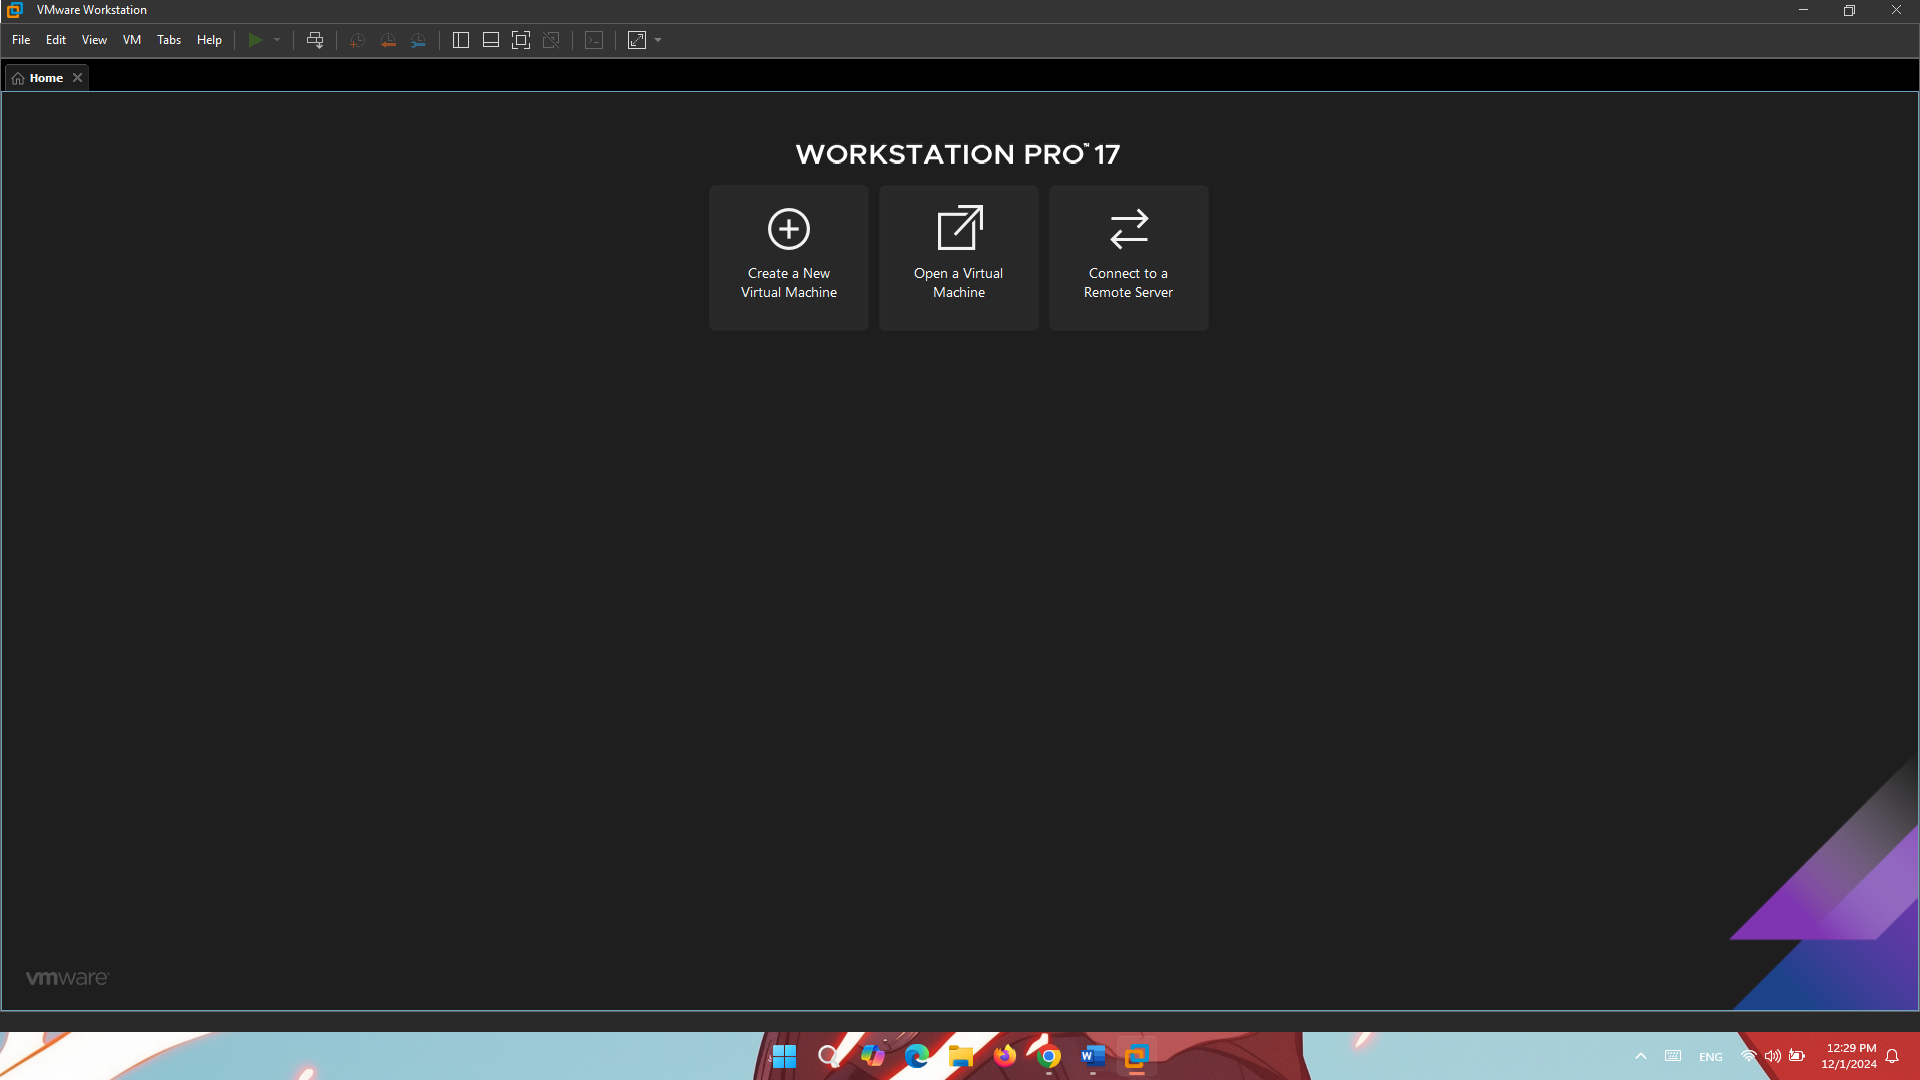 VMware Workstation
File Edit View VM Tabs Help
Home
WORKSTATION PRO™ 17
Create a New
Virtual Machine
Open a Virtual
Machine
Connect to a
Remote Server
vmware®
W
ENG
12:29 PM
12/1/2024